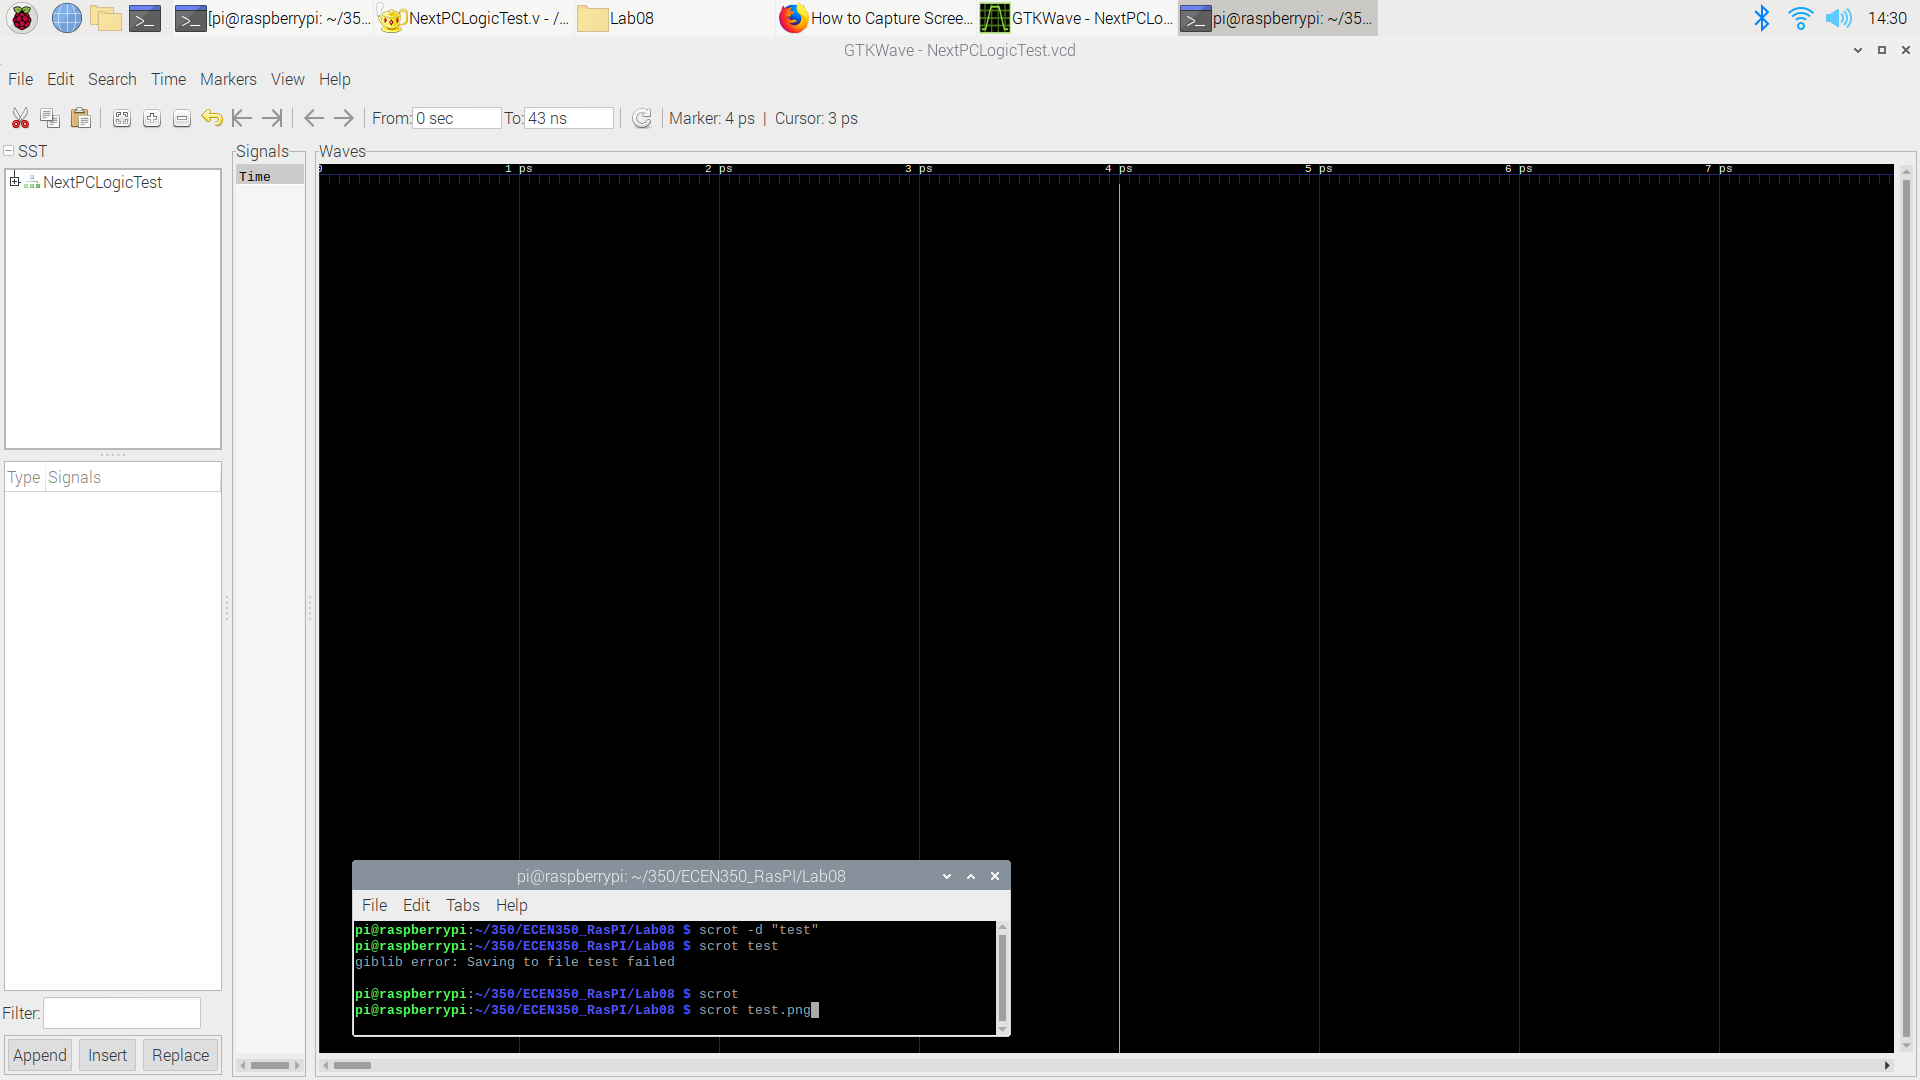 [pi@raspberrypi: ~/35... NextPCLogicTest.v - /... Lab08 How to Capture Scree... GTKWave - NextPCLo... pi@raspberrypi: ~/35... 14:30
GTKWave - NextPCLogicTest.vcd
File Edit Search Time Markers View Help
From: 0 sec To: 43 ns Marker: 4 ps | Cursor: 3 ps
SST
NextPCLogicTest
Type Signals
Filter:
Append Insert Replace
Signals
Time
Waves
0 1 ps 2 ps 3 ps 4 ps 5 ps 6 ps 7 ps
pi@raspberrypi: ~/350/ECEN350_RasPI/Lab08
File Edit Tabs Help
pi@raspberrypi:~/350/ECEN350_RasPI/Lab08 $ scrot -d "test"
pi@raspberrypi:~/350/ECEN350_RasPI/Lab08 $ scrot test
giblib error: Saving to file test failed
pi@raspberrypi:~/350/ECEN350_RasPI/Lab08 $ scrot
pi@raspberrypi:~/350/ECEN350_RasPI/Lab08 $ scrot test.png